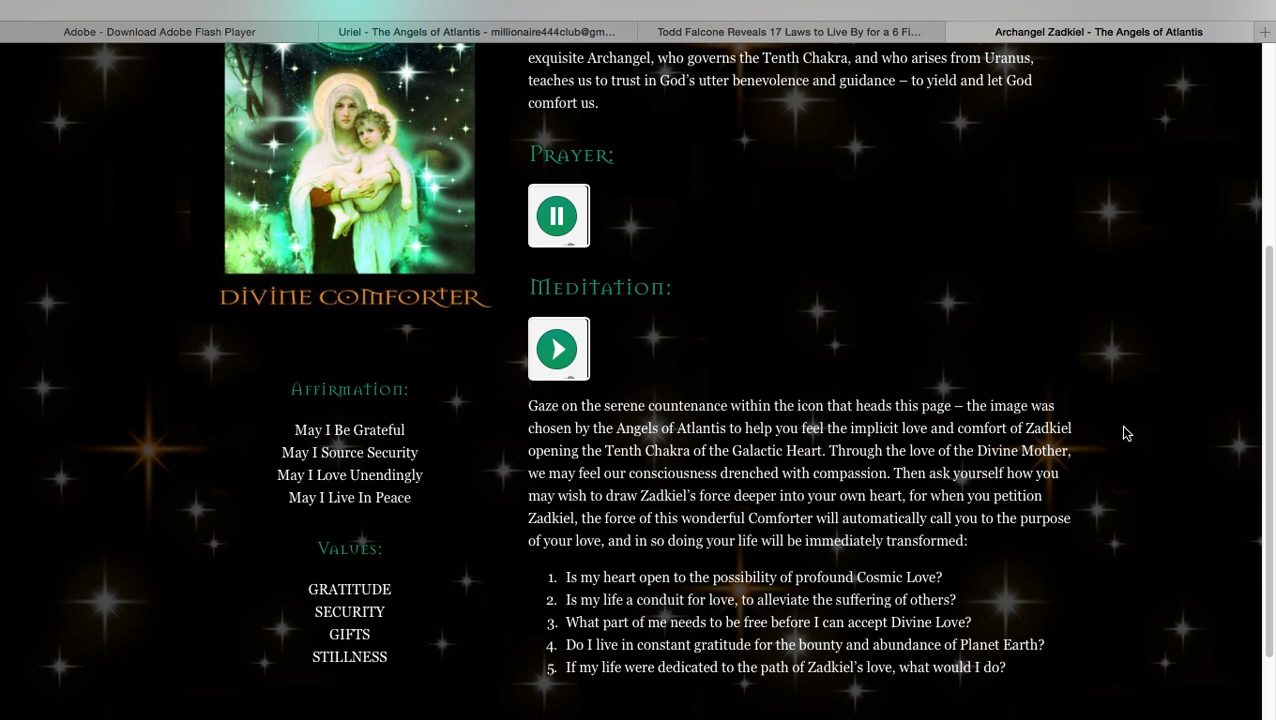 Adobe - Download Adobe Flash Player
Uriel - The Angels of Atlantis - millionaire444club@gm...
Todd Falcone Reveals 17 Laws to Live By for a 6 Fi...
Archangel Zadkiel - The Angels of Atlantis
exquisite Archangel, who governs the Tenth Chakra, and who arises from Uranus,
teaches us to trust in God’s utter benevolence and guidance – to yield and let God
comfort us.
Prayer:
Meditation:
Gaze on the serene countenance within the icon that heads this page – the image was
chosen by the Angels of Atlantis to help you feel the implicit love and comfort of Zadkiel
opening the Tenth Chakra of the Galactic Heart. Through the love of the Divine Mother,
we may feel our consciousness drenched with compassion. Then ask yourself how you
may wish to draw Zadkiel’s force deeper into your own heart, for when you petition
Zadkiel, the force of this wonderful Comforter will automatically call you to the purpose
of your love, and in so doing your life will be immediately transformed:
1. Is my heart open to the possibility of profound Cosmic Love?
2. Is my life a conduit for love, to alleviate the suffering of others?
3. What part of me needs to be free before I can accept Divine Love?
4. Do I live in constant gratitude for the bounty and abundance of Planet Earth?
5. If my life were dedicated to the path of Zadkiel’s love, what would I do?
Divine Comforter
Affirmation:
May I Be Grateful
May I Source Security
May I Love Unendingly
May I Live In Peace
Values:
GRATITUDE
SECURITY
GIFTS
STILLNESS